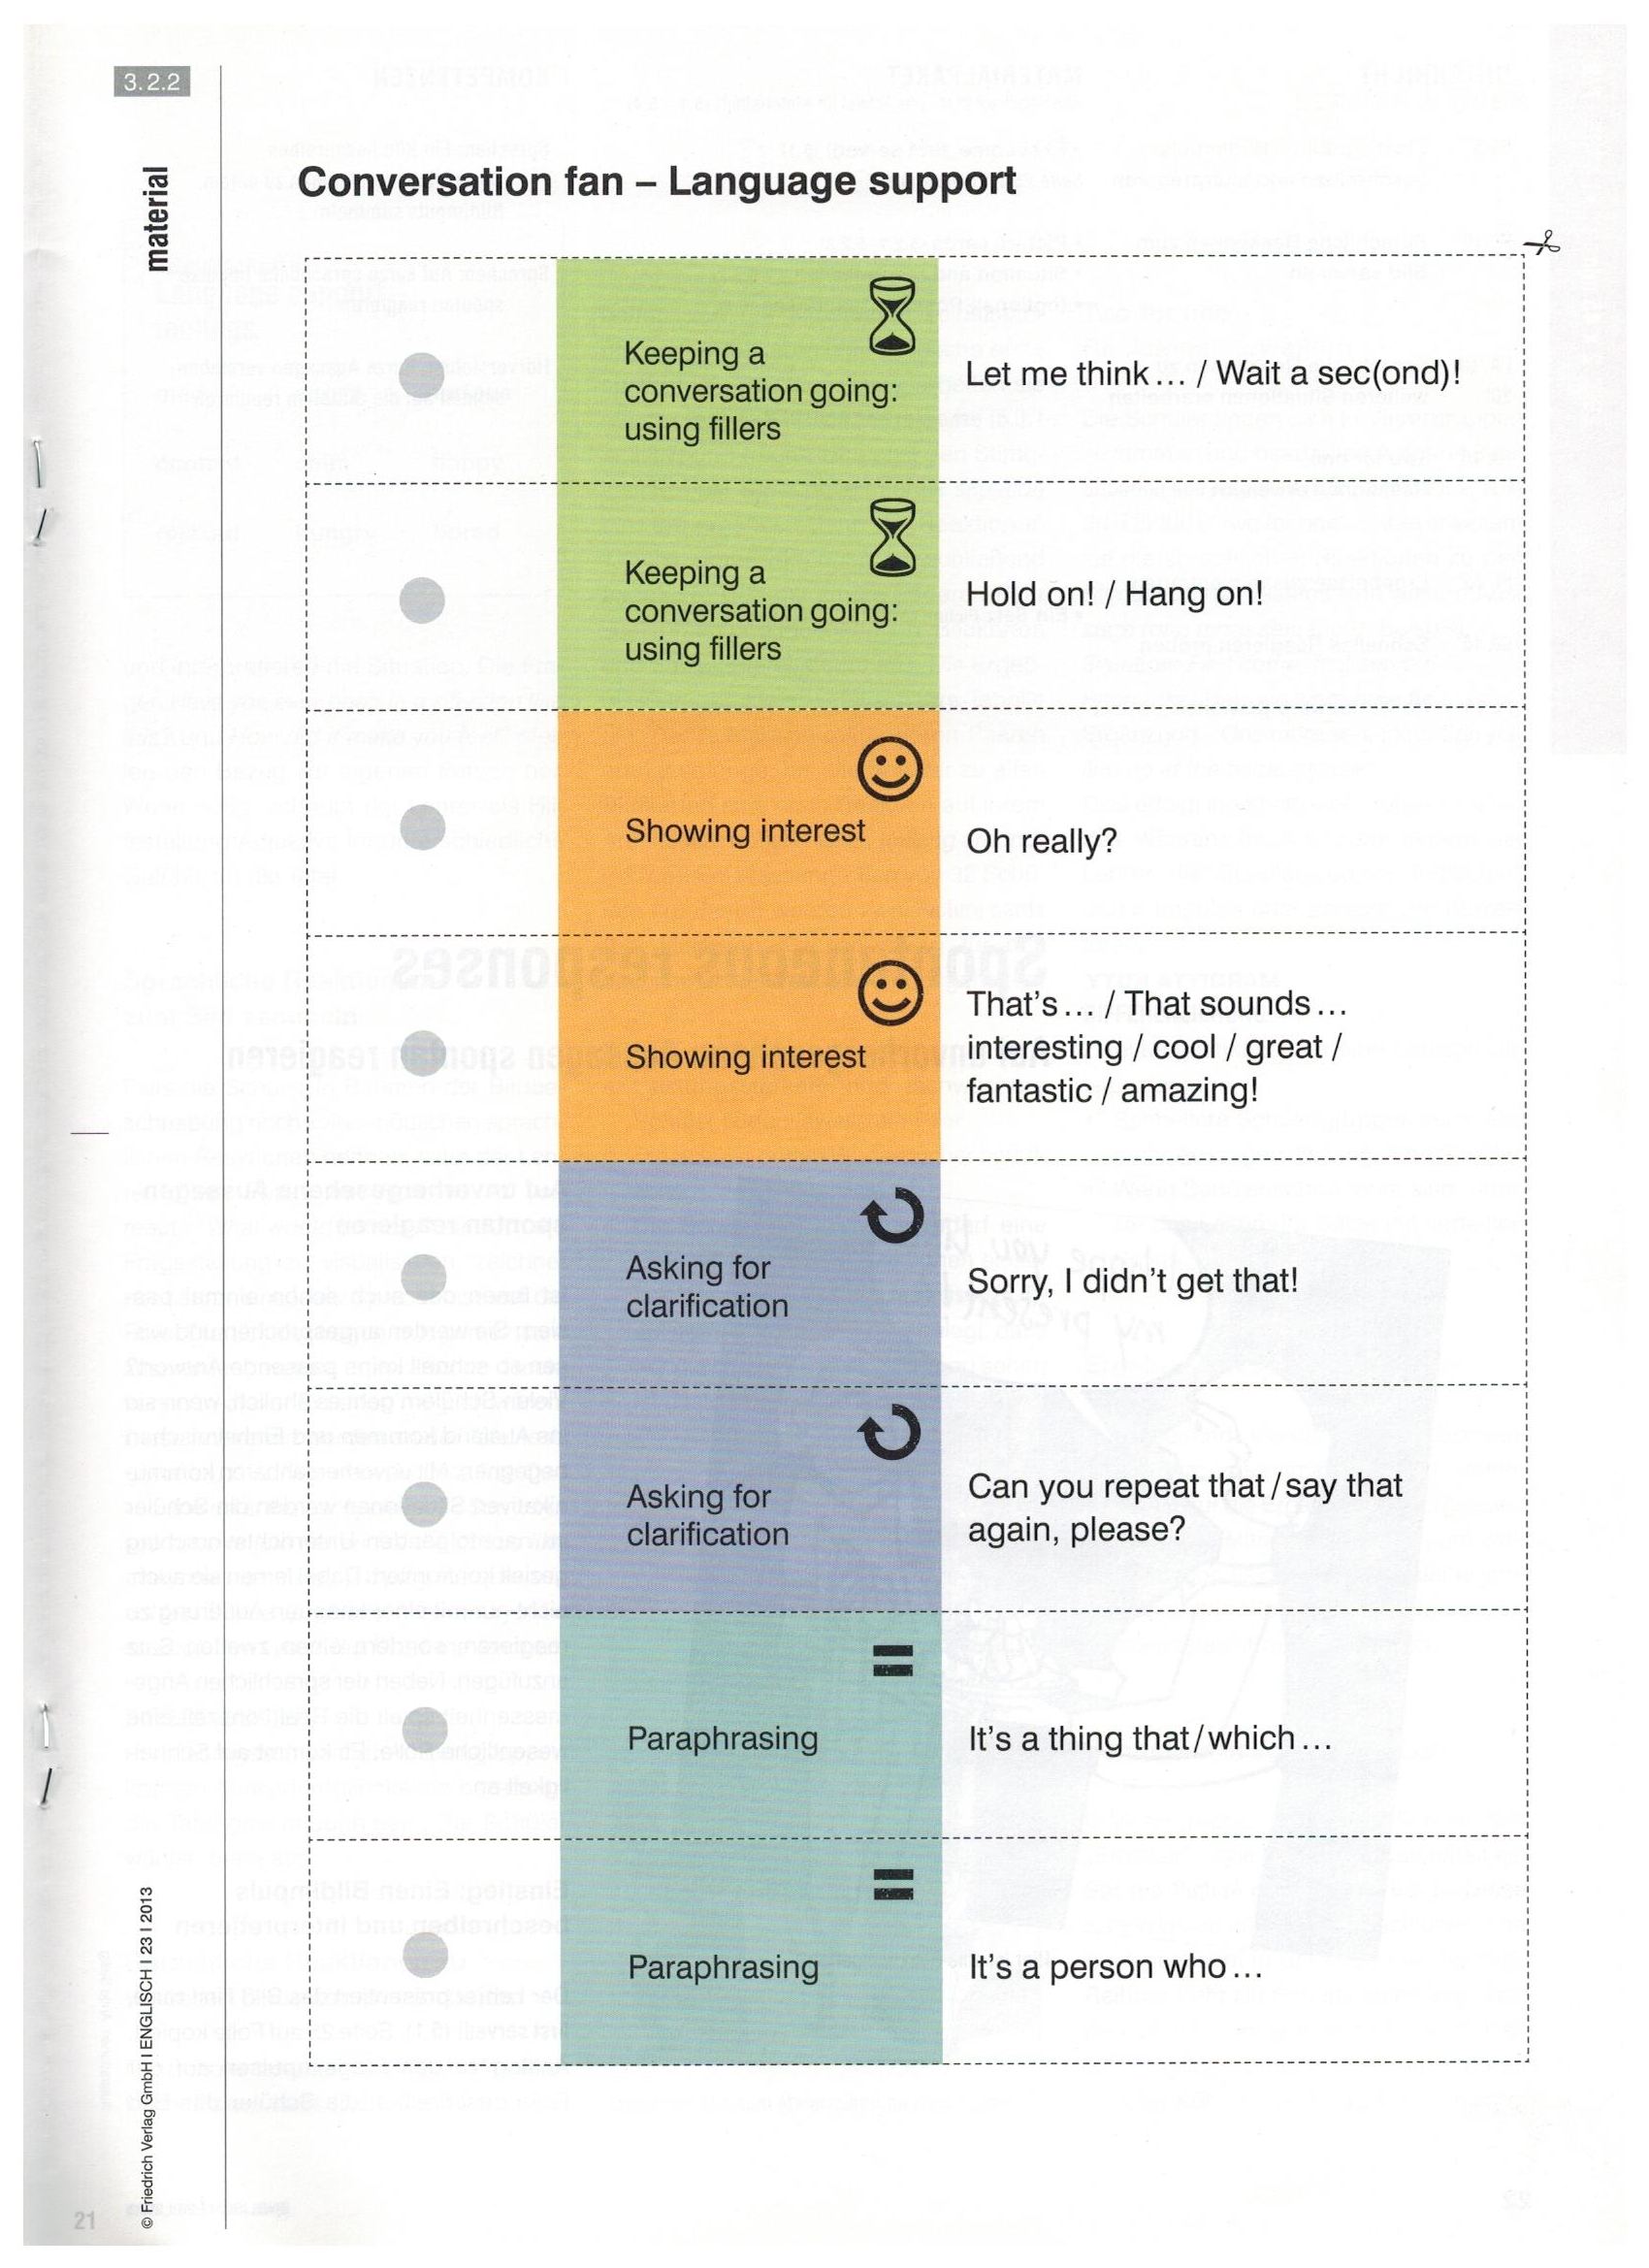 3.2.2
material
Conversation fan – Language support
Keeping a
conversation going:
using fillers
Let me think… / Wait a sec(ond)!
Keeping a
conversation going:
using fillers
Hold on! / Hang on!
Showing interest
Oh really?
Showing interest
That's… / That sounds…
interesting / cool / great /
fantastic / amazing!
Asking for
clarification
Sorry, I didn't get that!
Asking for
clarification
Can you repeat that / say that
again, please?
Paraphrasing
It's a thing that / which…
Paraphrasing
It's a person who…
© Friedrich Verlag GmbH I ENGLISCH I 23 I 2013
21